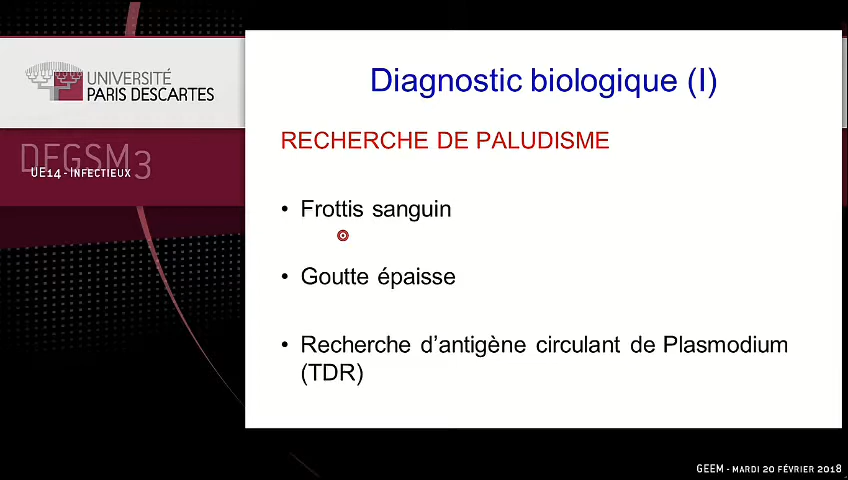 UNIVERSITÉ
PARIS DESCARTES
DFGSM3
UE14 - INFECTIEUX
Diagnostic biologique (I)
RECHERCHE DE PALUDISME
• Frottis sanguin
• Goutte épaisse
• Recherche d'antigène circulant de Plasmodium
(TDR)
GEEM - MARDI 20 FÉVRIER 2018